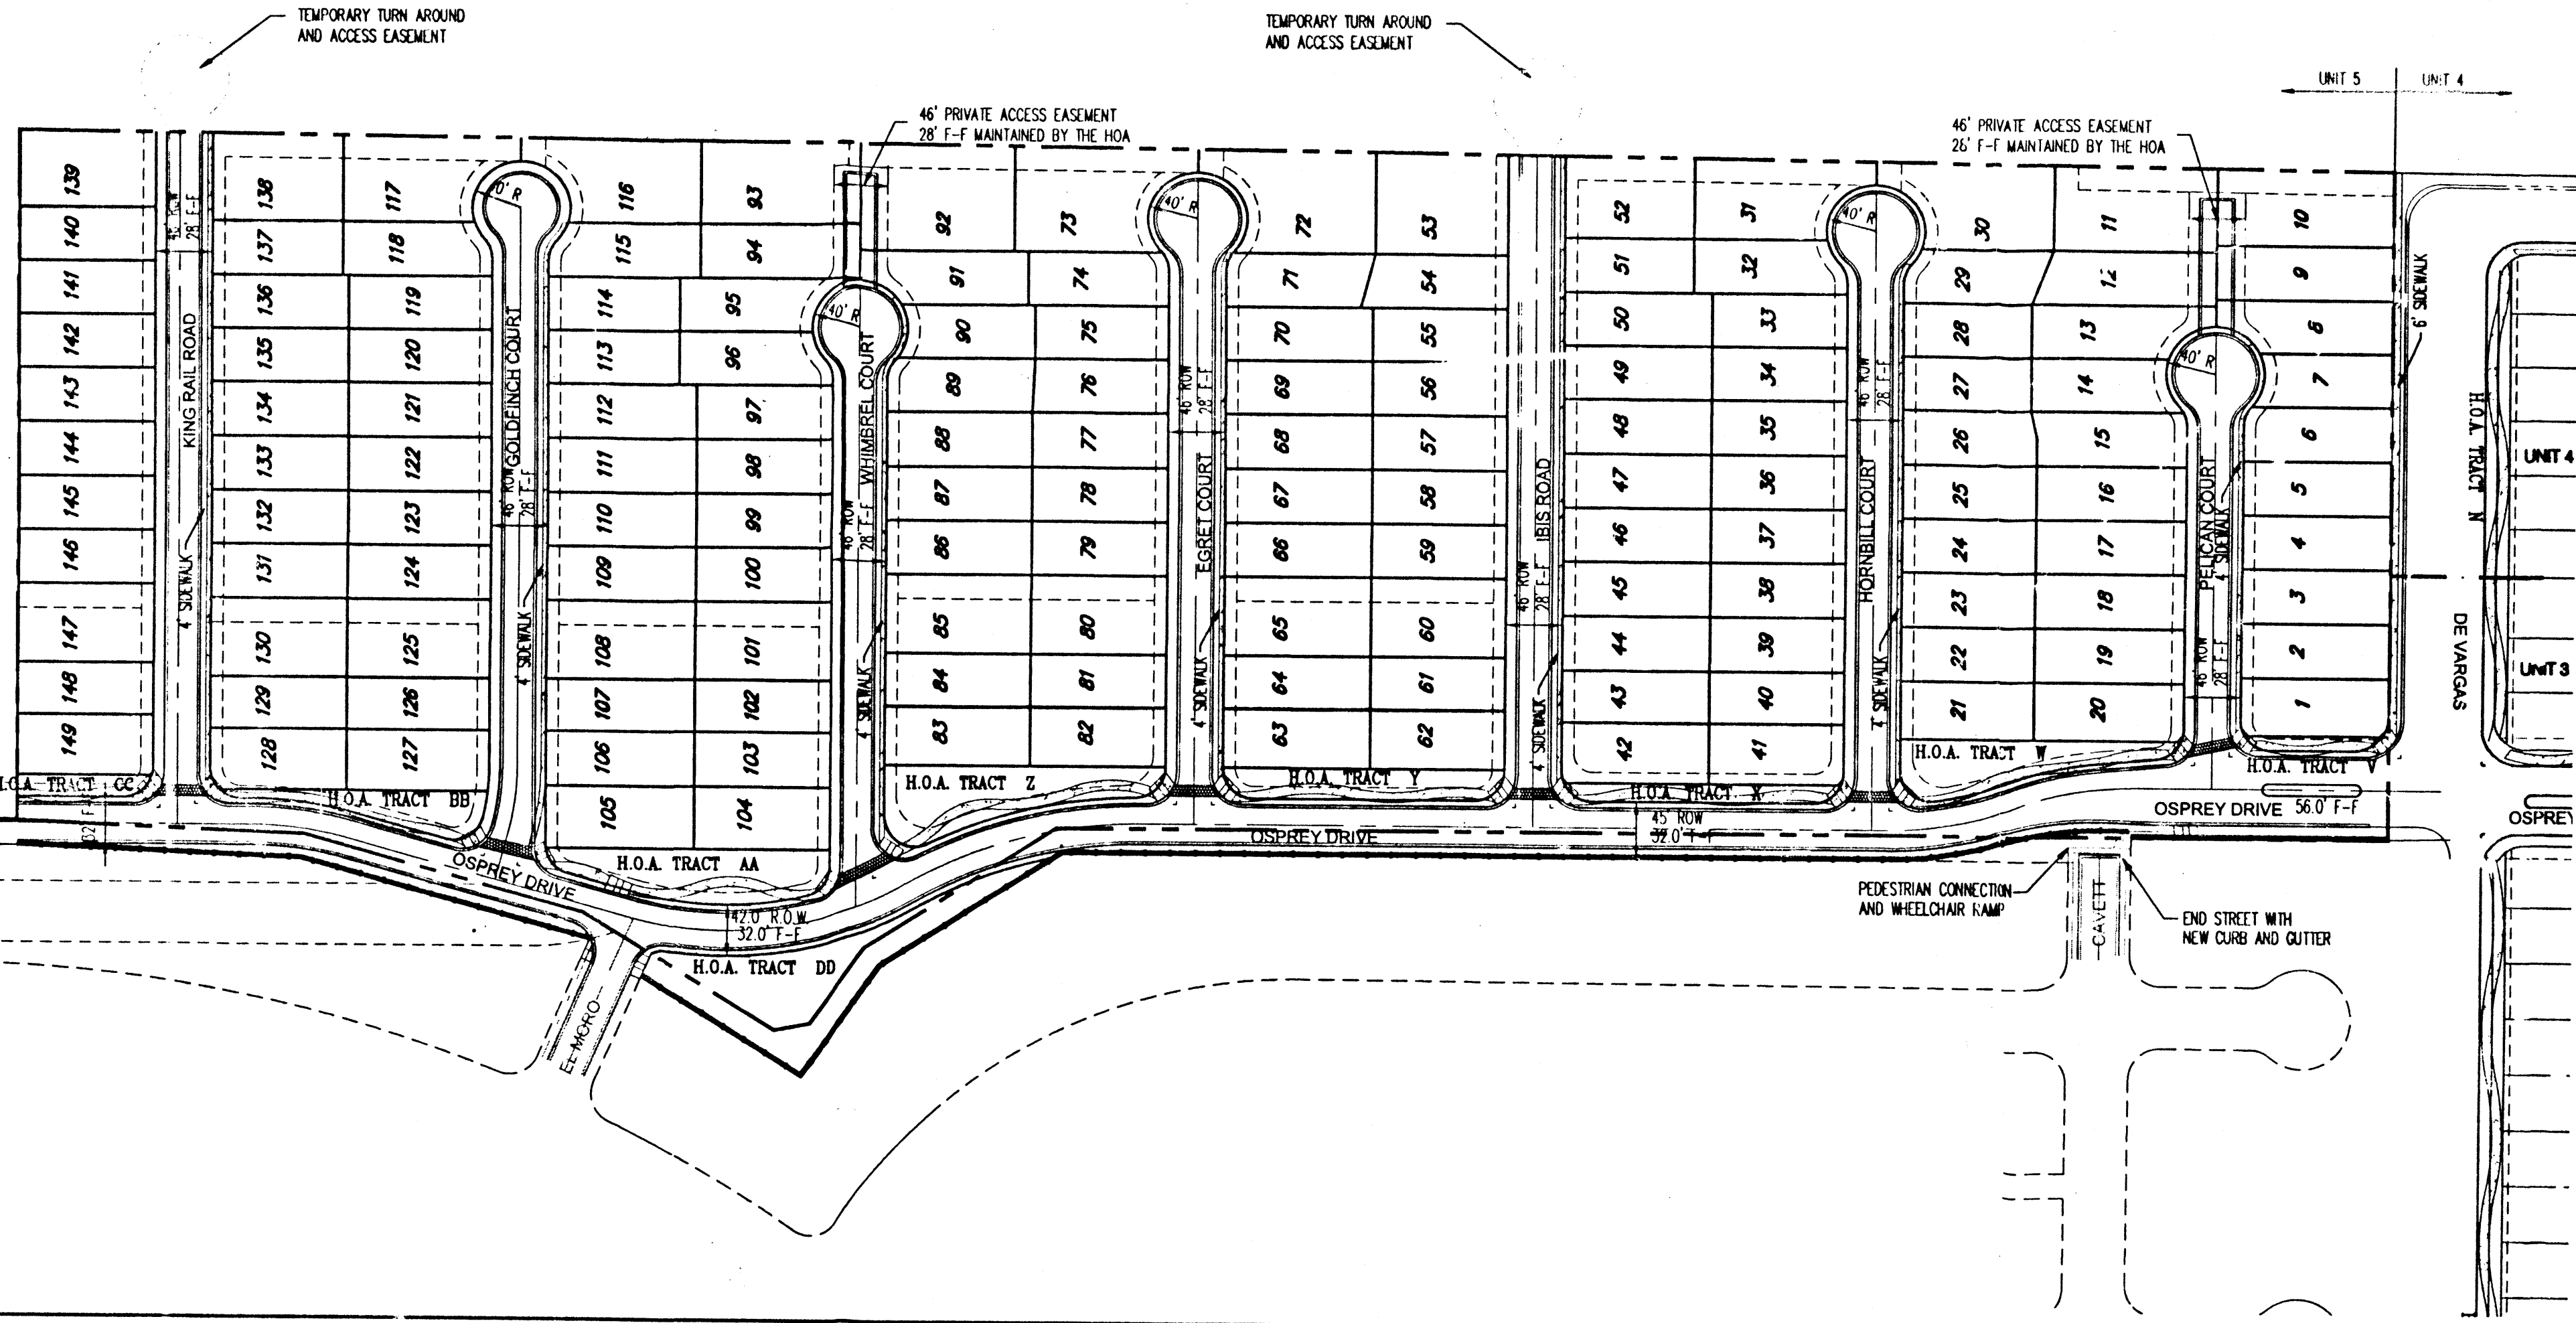 TEMPORARY TURN AROUND
AND ACCESS EASEMENT
TEMPORARY TURN AROUND
AND ACCESS EASEMENT
UNIT 5
UNIT 4
46' PRIVATE ACCESS EASEMENT
28' F-F MAINTAINED BY THE HOA
46' PRIVATE ACCESS EASEMENT
28' F-F MAINTAINED BY THE HOA
139
140
141
142
143
144
145
146
147
148
149
46' ROW
28' F-F
KING RAIL ROAD
4' SIDEWALK
138
137
136
135
134
133
132
131
130
129
128
117
118
119
120
121
122
123
124
125
126
127
0' R
GOLDFINCH COURT
46' ROW
28' F-F
4' SIDEWALK
116
115
114
113
112
111
110
109
108
107
106
105
93
94
95
96
97
98
99
100
101
102
103
104
40' R
WHIMBREL COURT
46' ROW
28' F-F
4' SIDEWALK
92
91
90
89
88
87
86
85
84
83
73
74
75
76
77
78
79
80
81
82
40' R
46' ROW
28' F-F
EGRET COURT
4' SIDEWALK
72
71
70
69
68
67
66
65
64
63
53
54
55
56
57
58
59
60
61
62
IBIS ROAD
46' ROW
28' F-F
4' SIDEWALK
52
51
50
49
48
47
46
45
44
43
42
31
32
33
34
35
36
37
38
39
40
41
40' R
46' ROW
28' F-F
HORNBILL COURT
4' SIDEWALK
30
29
28
27
26
25
24
23
22
21
11
12
13
14
15
16
17
18
19
20
40' R
PELICAN COURT
4' SIDEWALK
46' ROW
28' F-F
10
9
8
7
6
5
4
3
2
1
6' SIDEWALK
H.O.A. TRACT N
UNIT 4
DE VARGAS
UNIT 3
H.O.A. TRACT CC
32' F-F
H.O.A. TRACT BB
H.O.A. TRACT AA
H.O.A. TRACT Z
H.O.A. TRACT Y
H.O.A. TRACT X
H.O.A. TRACT W
H.O.A. TRACT V
OSPREY DRIVE
42.0 R.O.W.
32.0' F-F
OSPREY DRIVE
45' ROW
32.0' F-F
OSPREY DRIVE 56.0' F-F
OSPREY
H.O.A. TRACT DD
EL MORO
PEDESTRIAN CONNECTION
AND WHEELCHAIR RAMP
CAVETT
END STREET WITH
NEW CURB AND GUTTER